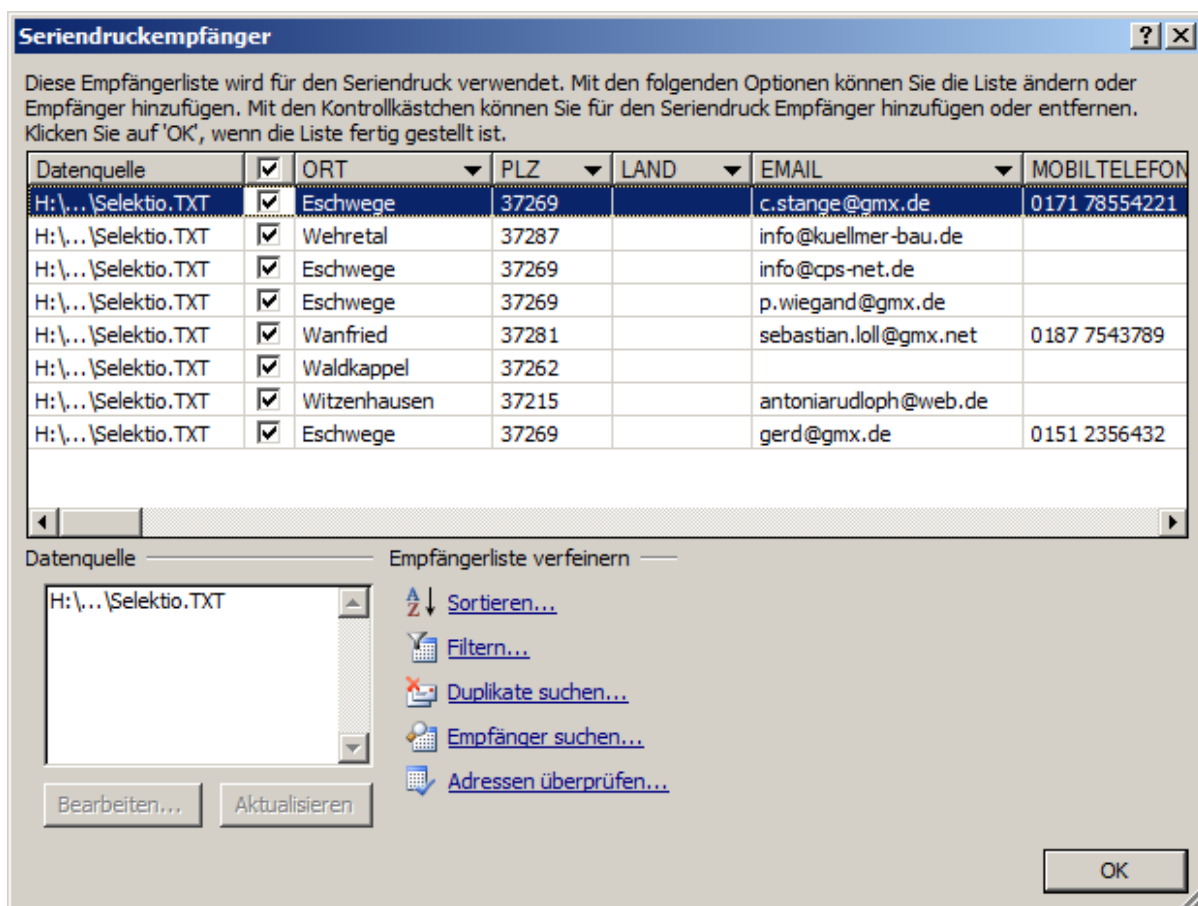 Seriendruckempfänger
Diese Empfängerliste wird für den Seriendruck verwendet. Mit den folgenden Optionen können Sie die Liste ändern oder
Empfänger hinzufügen. Mit den Kontrollkästchen können Sie für den Seriendruck Empfänger hinzufügen oder entfernen.
Klicken Sie auf 'OK', wenn die Liste fertig gestellt ist.
Datenquelle ORT PLZ LAND EMAIL MOBILTELEFON
H:\...\Selektio.TXT Eschwege 37269 c.stange@gmx.de 0171 78554221
H:\...\Selektio.TXT Wehretal 37287 info@kuellmer-bau.de
H:\...\Selektio.TXT Eschwege 37269 info@cps-net.de
H:\...\Selektio.TXT Eschwege 37269 p.wiegand@gmx.de
H:\...\Selektio.TXT Wanfried 37281 sebastian.loll@gmx.net 0187 7543789
H:\...\Selektio.TXT Waldkappel 37262
H:\...\Selektio.TXT Witzenhausen 37215 antoniarudloph@web.de
H:\...\Selektio.TXT Eschwege 37269 gerd@gmx.de 0151 2356432
Datenquelle
H:\...\Selektio.TXT
Bearbeiten... Aktualisieren
Empfängerliste verfeinern
Sortieren...
Filtern...
Duplikate suchen...
Empfänger suchen...
Adressen überprüfen...
OK